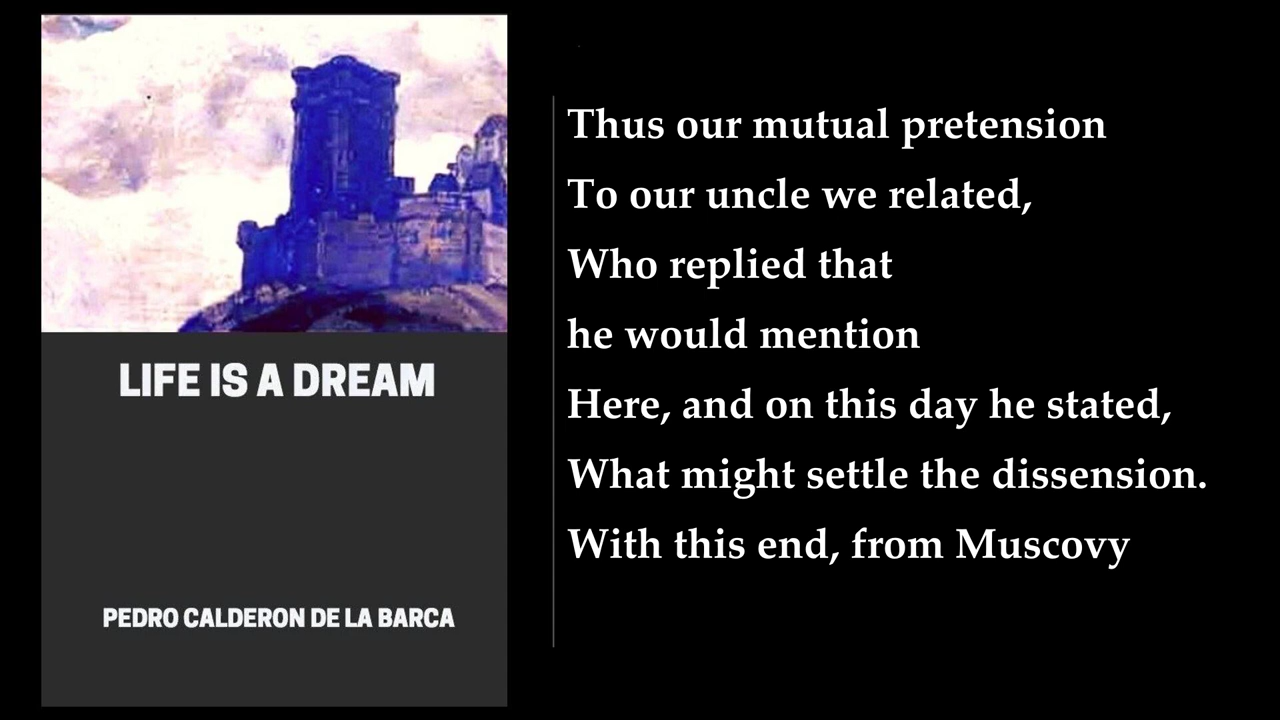 LIFE IS A DREAM
PEDRO CALDERON DE LA BARCA
Thus our mutual pretension
To our uncle we related,
Who replied that
he would mention
Here, and on this day he stated,
What might settle the dissension.
With this end, from Muscovy